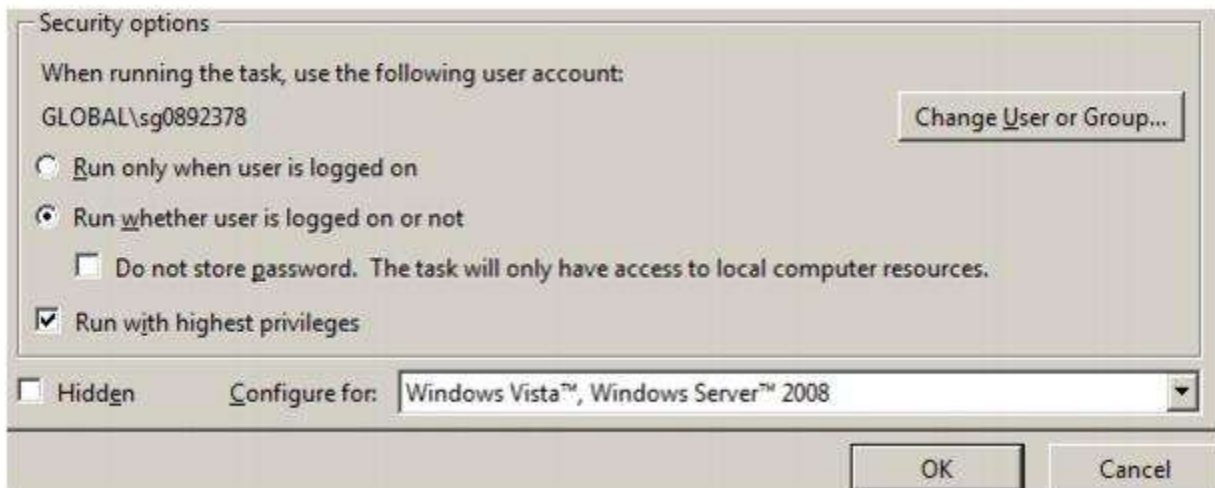 Security options
When running the task, use the following user account:
GLOBAL\sg0892378
Change User or Group...
Run only when user is logged on
Run whether user is logged on or not
Do not store password. The task will only have access to local computer resources.
Run with highest privileges
Hidden Configure for: Windows Vista™, Windows Server™ 2008
OK Cancel